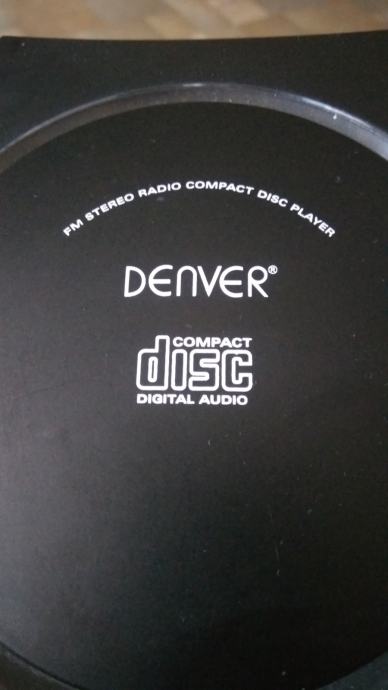 FM STEREO RADIO COMPACT DISC PLAYER
DENVER®
COMPACT
disc
DIGITAL AUDIO